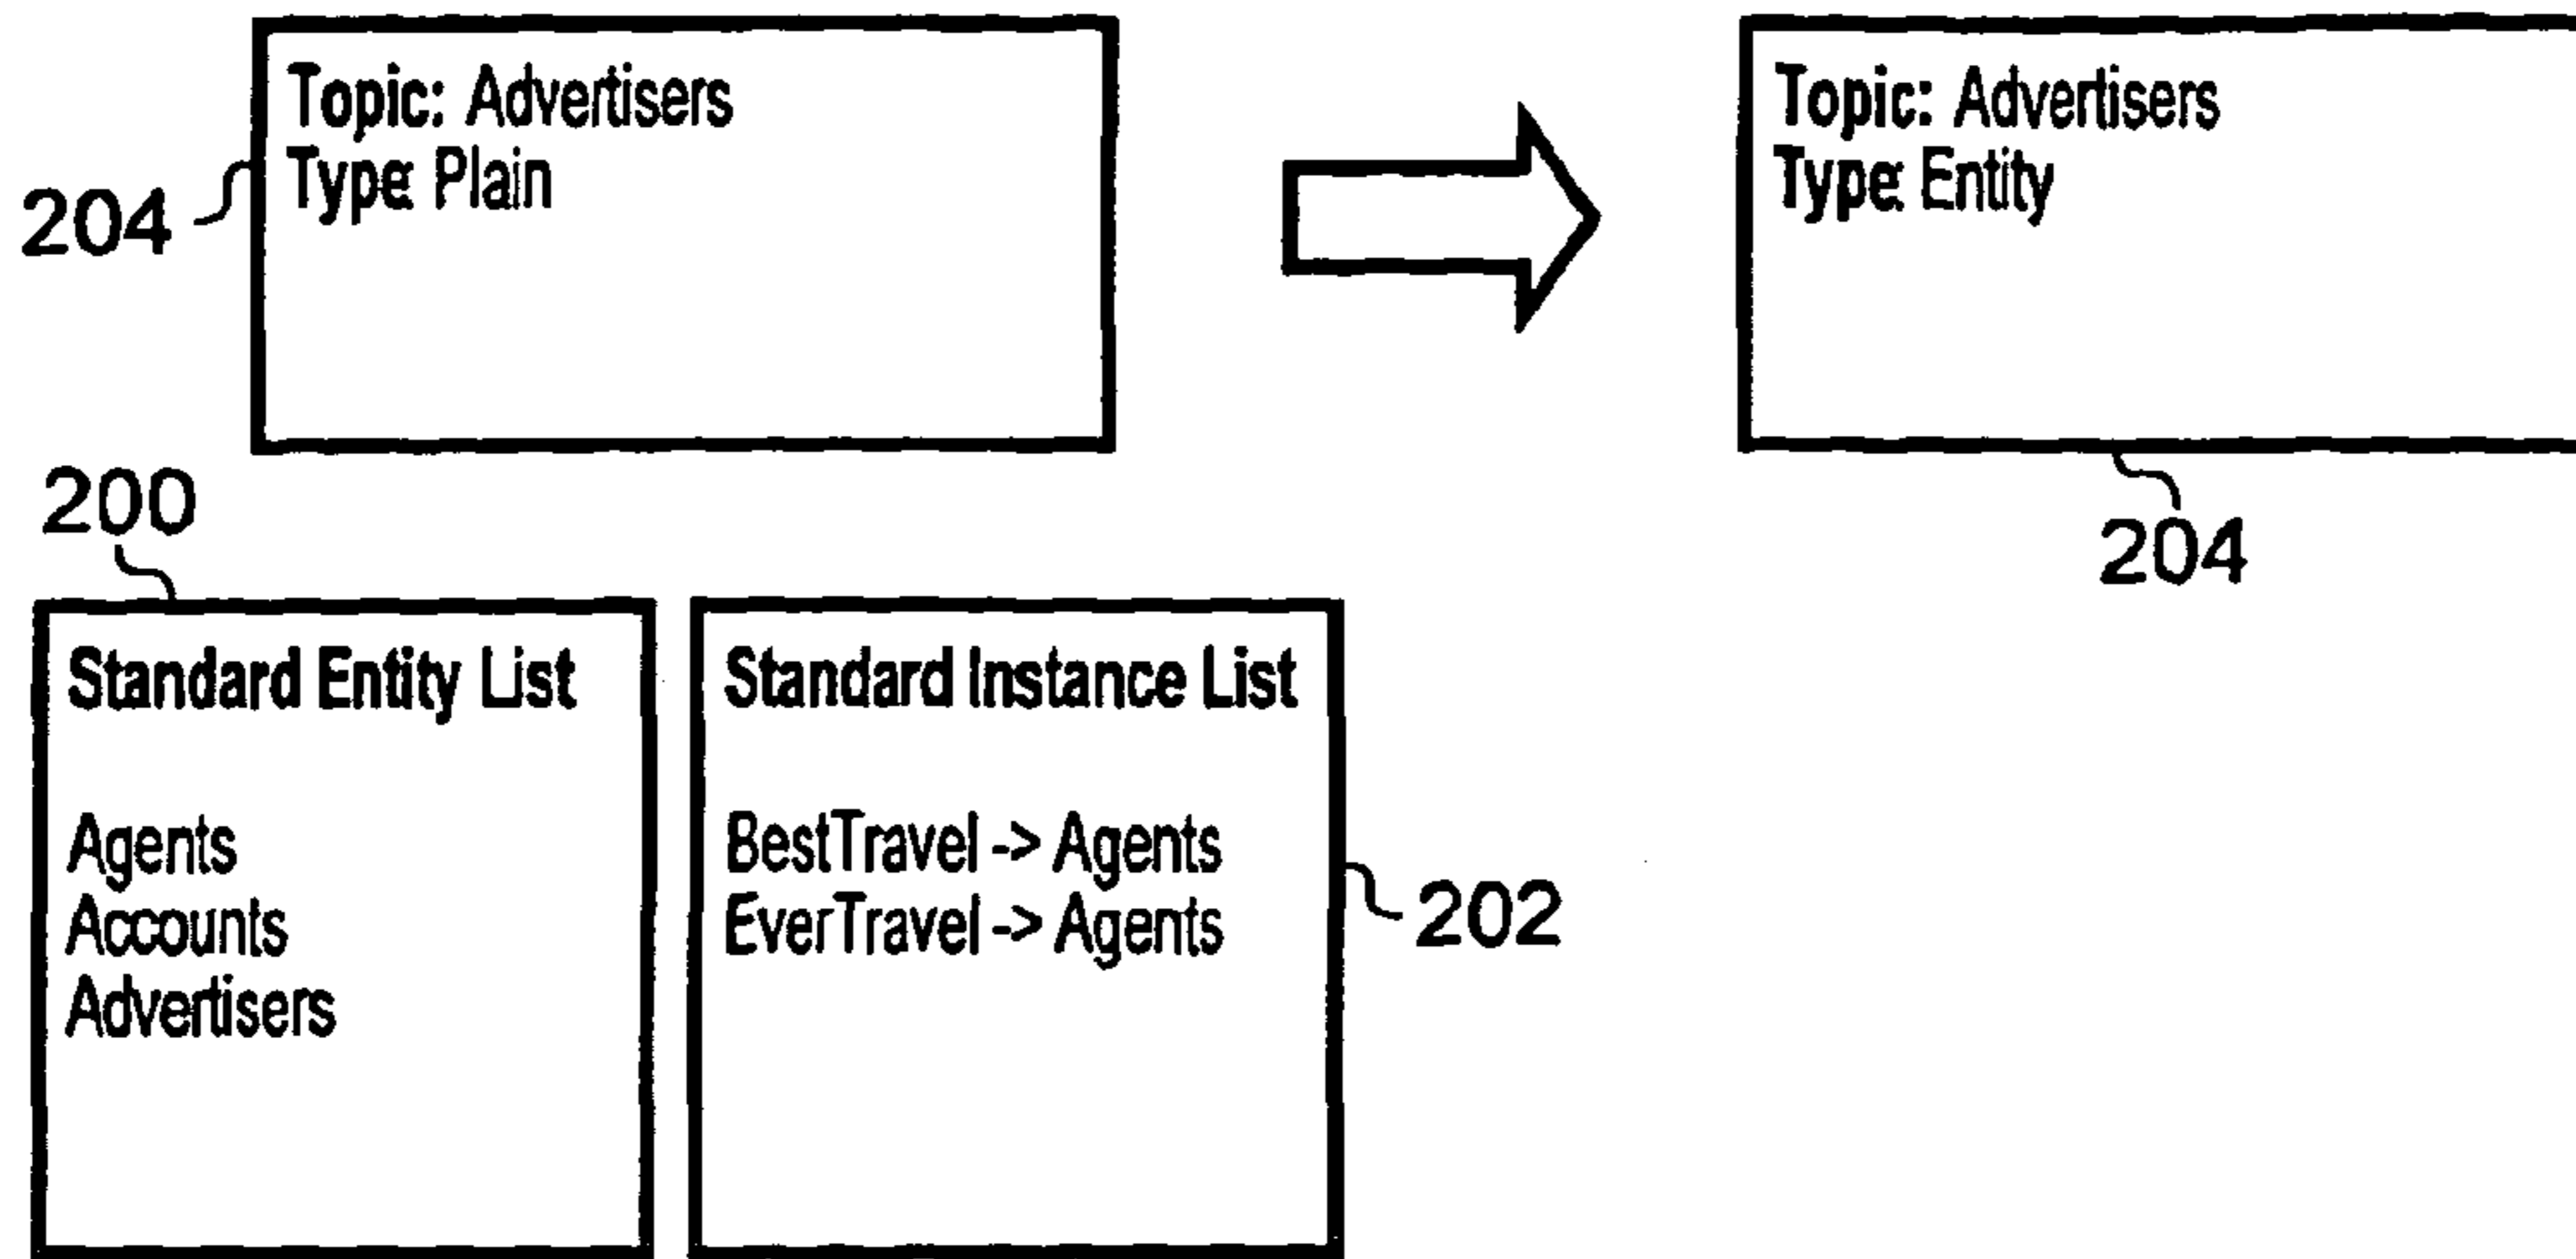 Topic: Advertisers
Type: Plain
204
Topic: Advertisers
Type: Entity
204
200
Standard Entity List
Agents
Accounts
Advertisers
Standard Instance List
BestTravel -> Agents
EverTravel -> Agents
202